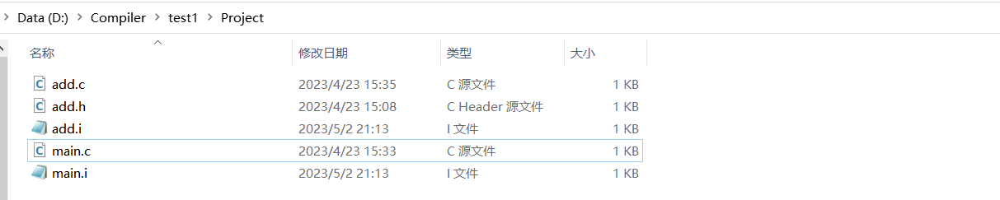 Data (D:) > Compiler > test1 > Project
名称 修改日期 类型 大小
add.c 2023/4/23 15:35 C 源文件 1 KB
add.h 2023/4/23 15:08 C Header 源文件 1 KB
add.i 2023/5/2 21:13 I 文件 1 KB
main.c 2023/4/23 15:33 C 源文件 1 KB
main.i 2023/5/2 21:13 I 文件 1 KB